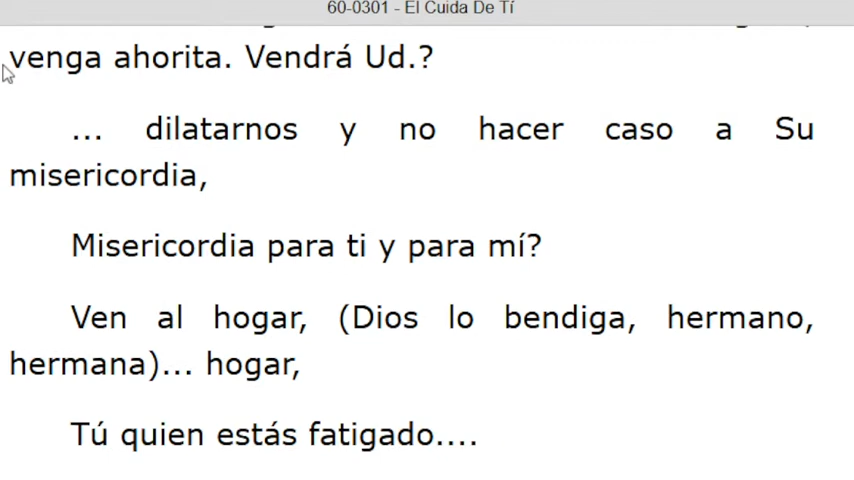 60-0301 - El Cuida De Tí
venga ahorita. Vendrá Ud.?
... dilatarnos y no hacer caso a Su
misericordia,
Misericordia para ti y para mí?
Ven al hogar, (Dios lo bendiga, hermano,
hermana)... hogar,
Tú quien estás fatigado....